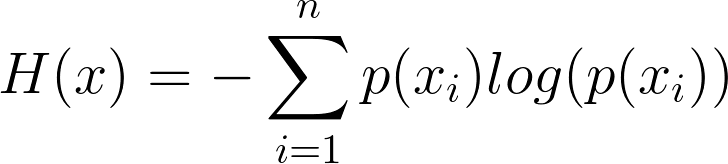 H(x) = − ∑_{i=1}^{n} p(x_i)log(p(x_i))